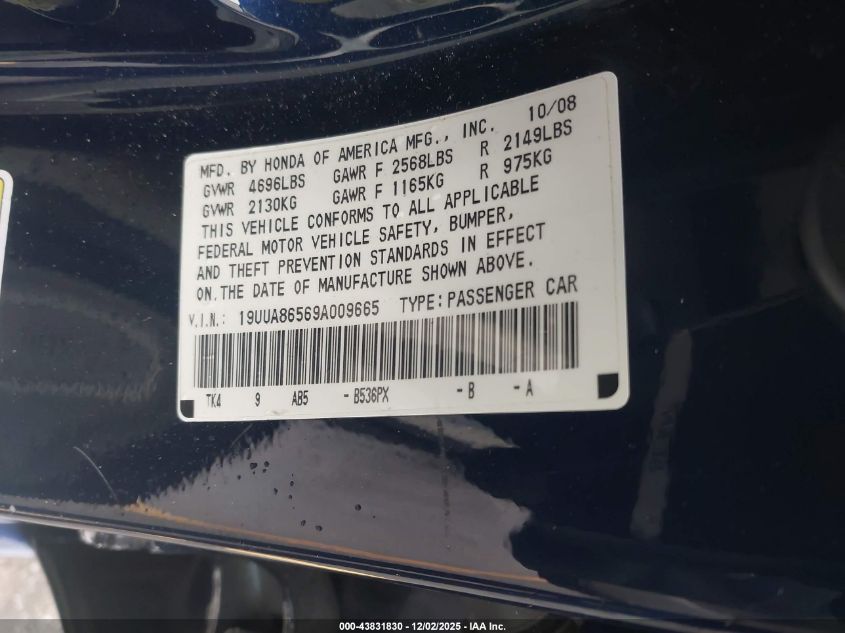 MFD. BY HONDA OF AMERICA MFG., INC. 10/08
GVWR 4696LBS GAWR F 2568LBS R 2149LBS
GVWR 2130KG GAWR F 1165KG R 975KG
THIS VEHICLE CONFORMS TO ALL APPLICABLE
FEDERAL MOTOR VEHICLE SAFETY, BUMPER,
AND THEFT PREVENTION STANDARDS IN EFFECT
ON THE DATE OF MANUFACTURE SHOWN ABOVE.
V.I.N.: 19UUA86569A009665 TYPE: PASSENGER CAR
TK4 9 AB5 -B536PX -B -A
000-43831830 - 12/02/2025 - IAA Inc.